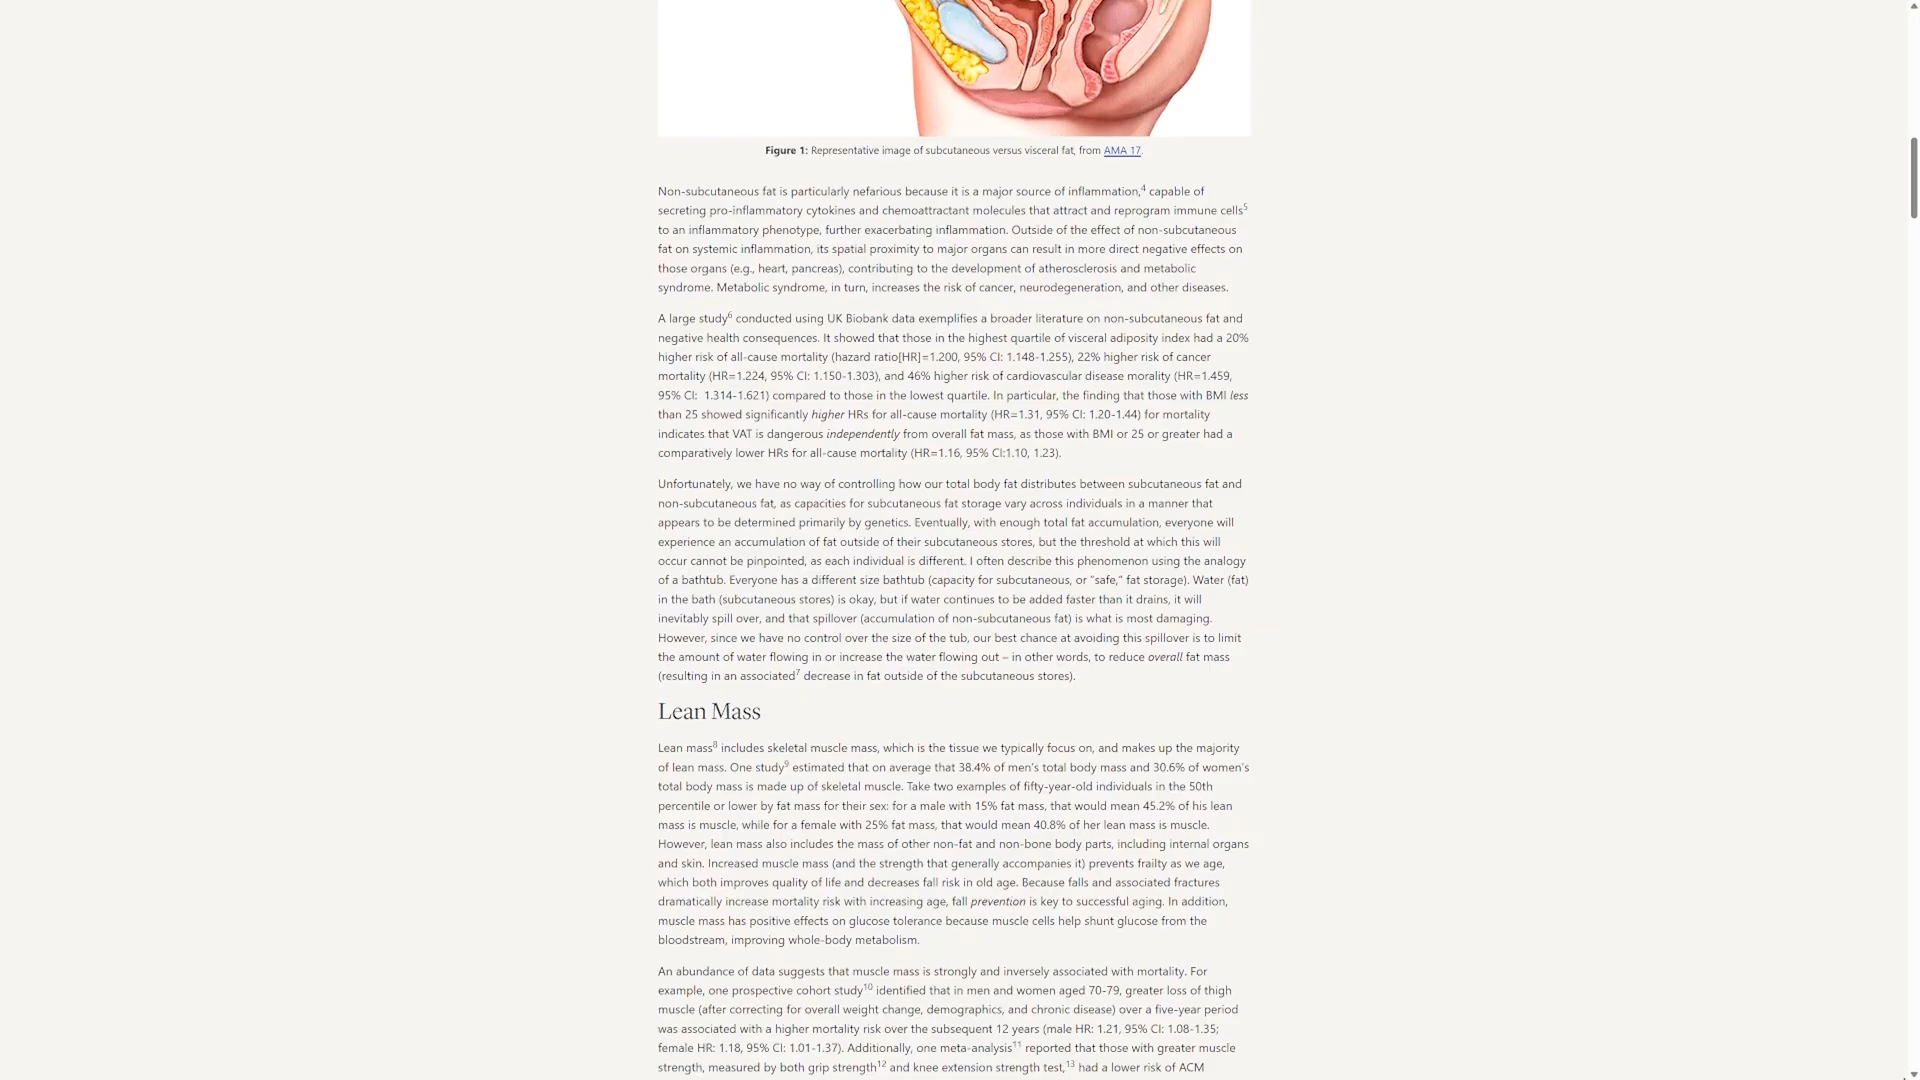 Figure 1: Representative image of subcutaneous versus visceral fat, from AMA 17.
Non-subcutaneous fat is particularly nefarious because it is a major source of inflammation,4 capable of
secreting pro-inflammatory cytokines and chemoattractant molecules that attract and reprogram immune cells5
to an inflammatory phenotype, further exacerbating inflammation. Outside of the effect of non-subcutaneous
fat on systemic inflammation, its spatial proximity to major organs can result in more direct negative effects on
those organs (e.g., heart, pancreas), contributing to the development of atherosclerosis and metabolic
syndrome. Metabolic syndrome, in turn, increases the risk of cancer, neurodegeneration, and other diseases.
A large study6 conducted using UK Biobank data exemplifies a broader literature on non-subcutaneous fat and
negative health consequences. It showed that those in the highest quartile of visceral adiposity index had a 20%
higher risk of all-cause mortality (hazard ratio[HR]=1.200, 95% CI: 1.148-1.255), 22% higher risk of cancer
mortality (HR=1.224, 95% CI: 1.150-1.303), and 46% higher risk of cardiovascular disease morality (HR=1.459,
95% CI:  1.314-1.621) compared to those in the lowest quartile. In particular, the finding that those with BMI less
than 25 showed significantly higher HRs for all-cause mortality (HR=1.31, 95% CI: 1.20-1.44) for mortality
indicates that VAT is dangerous independently from overall fat mass, as those with BMI or 25 or greater had a
comparatively lower HRs for all-cause mortality (HR=1.16, 95% CI:1.10, 1.23).
Unfortunately, we have no way of controlling how our total body fat distributes between subcutaneous fat and
non-subcutaneous fat, as capacities for subcutaneous fat storage vary across individuals in a manner that
appears to be determined primarily by genetics. Eventually, with enough total fat accumulation, everyone will
experience an accumulation of fat outside of their subcutaneous stores, but the threshold at which this will
occur cannot be pinpointed, as each individual is different. I often describe this phenomenon using the analogy
of a bathtub. Everyone has a different size bathtub (capacity for subcutaneous, or “safe,” fat storage). Water (fat)
in the bath (subcutaneous stores) is okay, but if water continues to be added faster than it drains, it will
inevitably spill over, and that spillover (accumulation of non-subcutaneous fat) is what is most damaging.
However, since we have no control over the size of the tub, our best chance at avoiding this spillover is to limit
the amount of water flowing in or increase the water flowing out – in other words, to reduce overall fat mass
(resulting in an associated7 decrease in fat outside of the subcutaneous stores).
Lean Mass
Lean mass8 includes skeletal muscle mass, which is the tissue we typically focus on, and makes up the majority
of lean mass. One study9 estimated that on average that 38.4% of men’s total body mass and 30.6% of women’s
total body mass is made up of skeletal muscle. Take two examples of fifty-year-old individuals in the 50th
percentile or lower by fat mass for their sex: for a male with 15% fat mass, that would mean 45.2% of his lean
mass is muscle, while for a female with 25% fat mass, that would mean 40.8% of her lean mass is muscle.
However, lean mass also includes the mass of other non-fat and non-bone body parts, including internal organs
and skin. Increased muscle mass (and the strength that generally accompanies it) prevents frailty as we age,
which both improves quality of life and decreases fall risk in old age. Because falls and associated fractures
dramatically increase mortality risk with increasing age, fall prevention is key to successful aging. In addition,
muscle mass has positive effects on glucose tolerance because muscle cells help shunt glucose from the
bloodstream, improving whole-body metabolism.
An abundance of data suggests that muscle mass is strongly and inversely associated with mortality. For
example, one prospective cohort study10 identified that in men and women aged 70-79, greater loss of thigh
muscle (after correcting for overall weight change, demographics, and chronic disease) over a five-year period
was associated with a higher mortality risk over the subsequent 12 years (male HR: 1.21, 95% CI: 1.08-1.35;
female HR: 1.18, 95% CI: 1.01-1.37). Additionally, one meta-analysis11 reported that those with greater muscle
strength, measured by both grip strength12 and knee extension strength test,13 had a lower risk of ACM